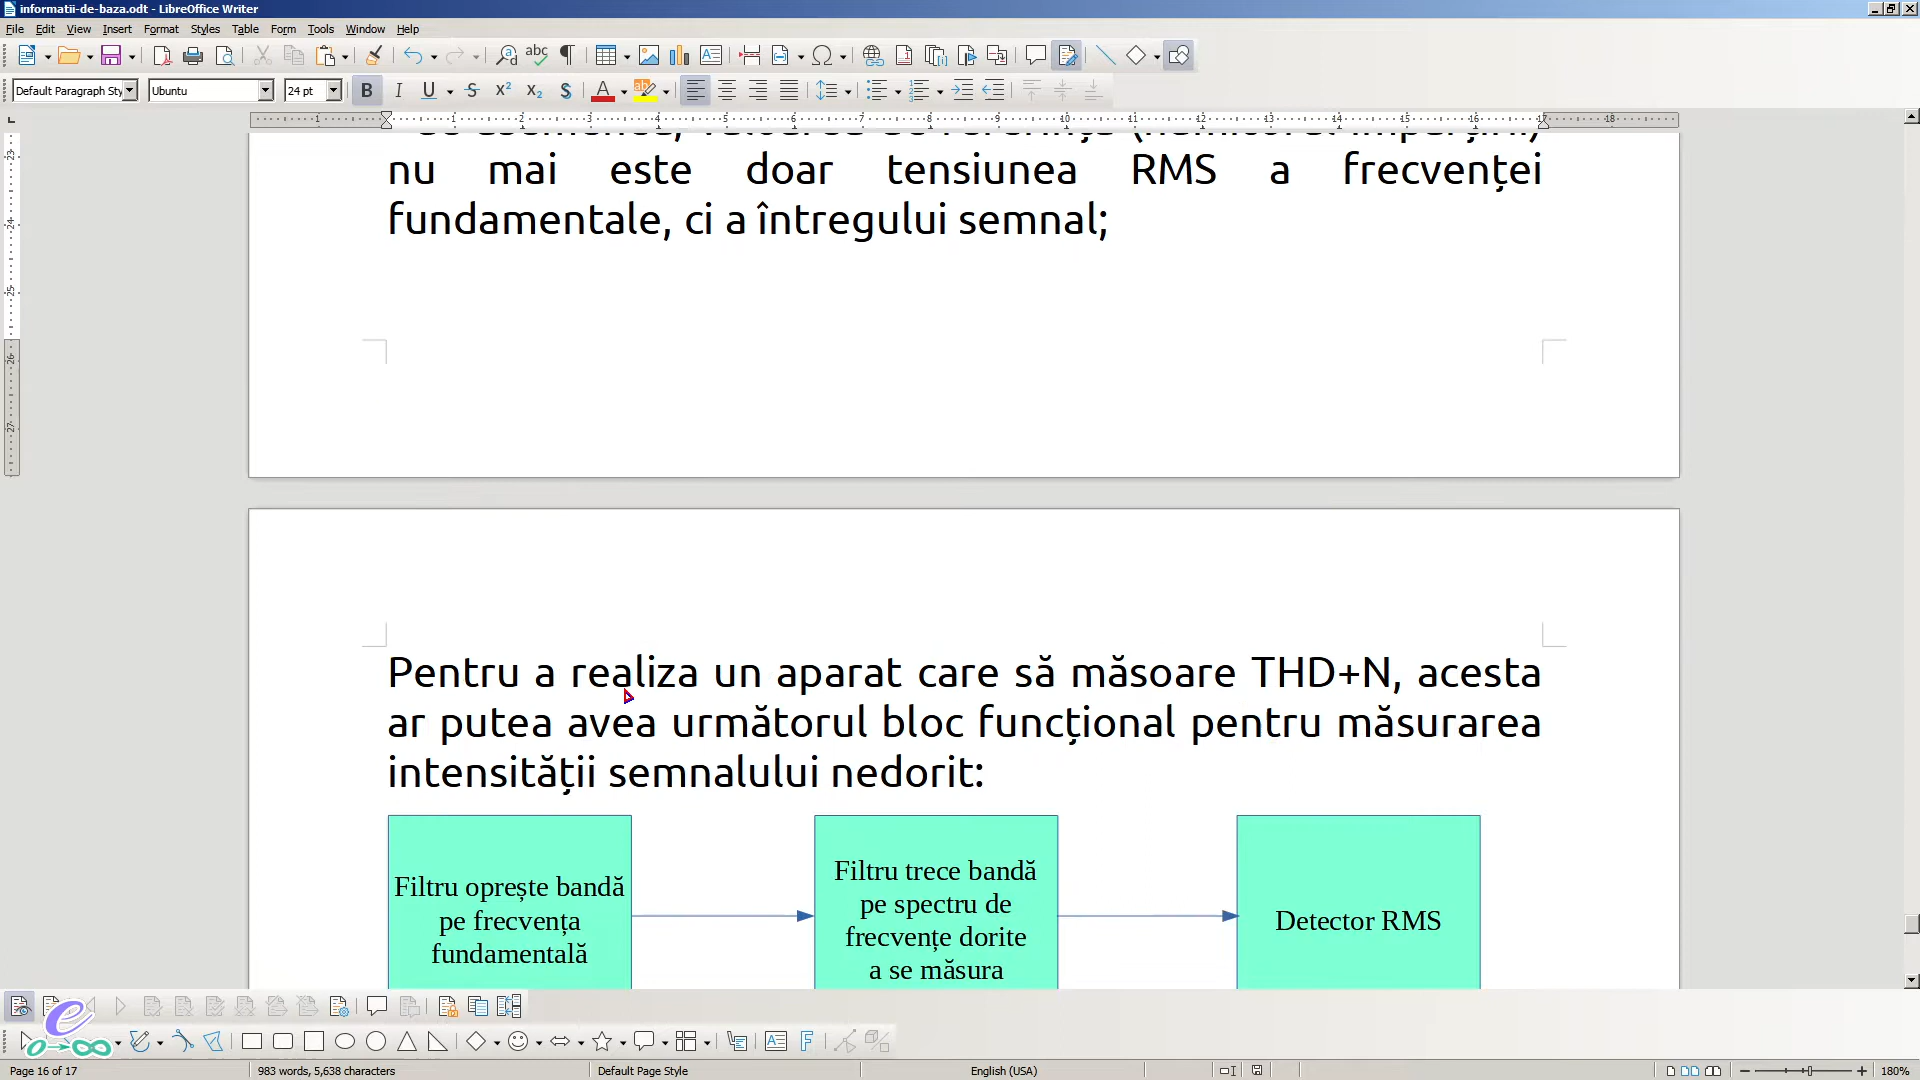 informatii-de-baza.odt - LibreOffice Writer
File Edit View Insert Format Styles Table Form Tools Window Help
Default Paragraph Sty Ubuntu 24 pt
nu mai este doar tensiunea RMS a frecvenței
fundamentale, ci a întregului semnal;
Pentru a realiza un aparat care să măsoare THD+N, acesta
ar putea avea următorul bloc funcțional pentru măsurarea
intensității semnalului nedorit:
Filtru oprește bandă
pe frecvența
fundamentală
Filtru trece bandă
pe spectru de
frecvențe dorite
a se măsura
Detector RMS
Page 16 of 17 983 words, 5,638 characters Default Page Style English (USA) 180%